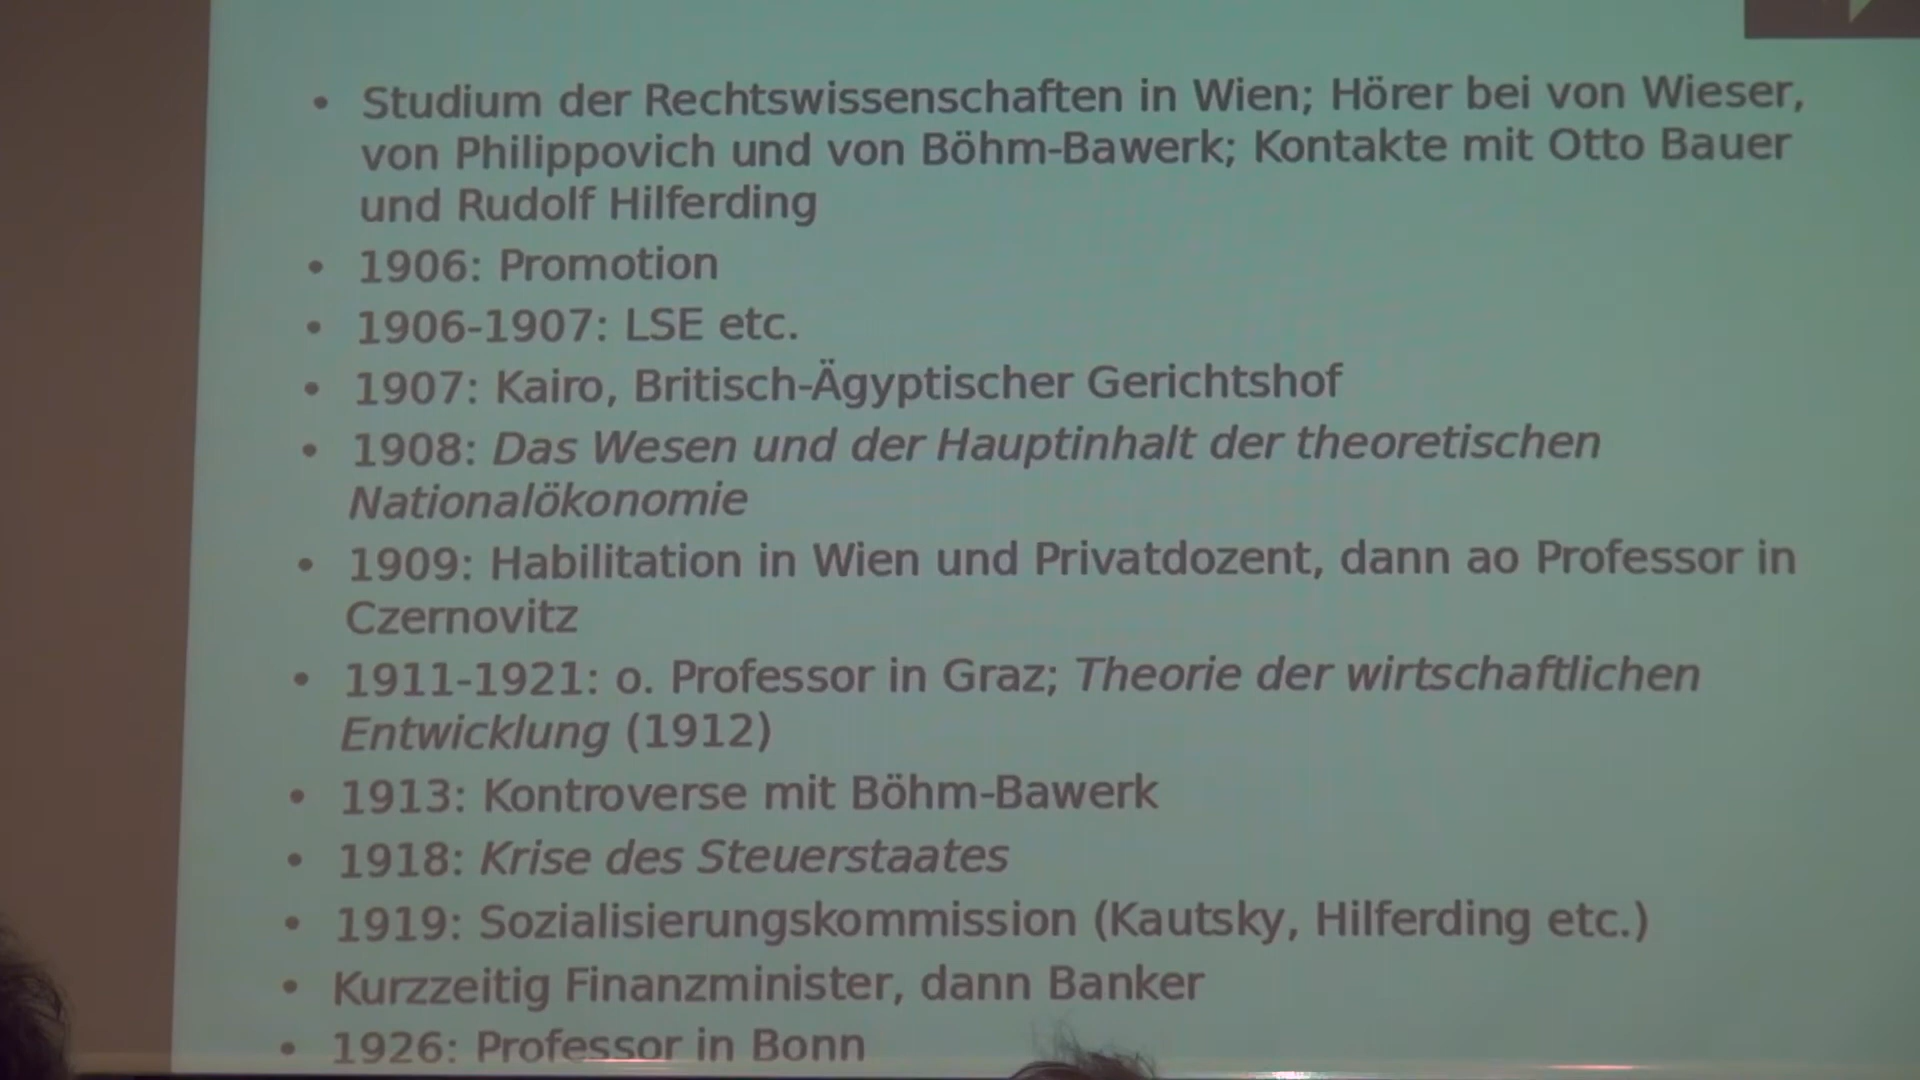 • Studium der Rechtswissenschaften in Wien; Hörer bei von Wieser,
von Philippovich und von Böhm-Bawerk; Kontakte mit Otto Bauer
und Rudolf Hilferding
• 1906: Promotion
• 1906-1907: LSE etc.
• 1907: Kairo, Britisch-Ägyptischer Gerichtshof
• 1908: Das Wesen und der Hauptinhalt der theoretischen
Nationalökonomie
• 1909: Habilitation in Wien und Privatdozent, dann ao Professor in
Czernovitz
• 1911-1921: o. Professor in Graz; Theorie der wirtschaftlichen
Entwicklung (1912)
• 1913: Kontroverse mit Böhm-Bawerk
• 1918: Krise des Steuerstaates
• 1919: Sozialisierungskommission (Kautsky, Hilferding etc.)
• Kurzzeitig Finanzminister, dann Banker
• 1926: Professor in Bonn